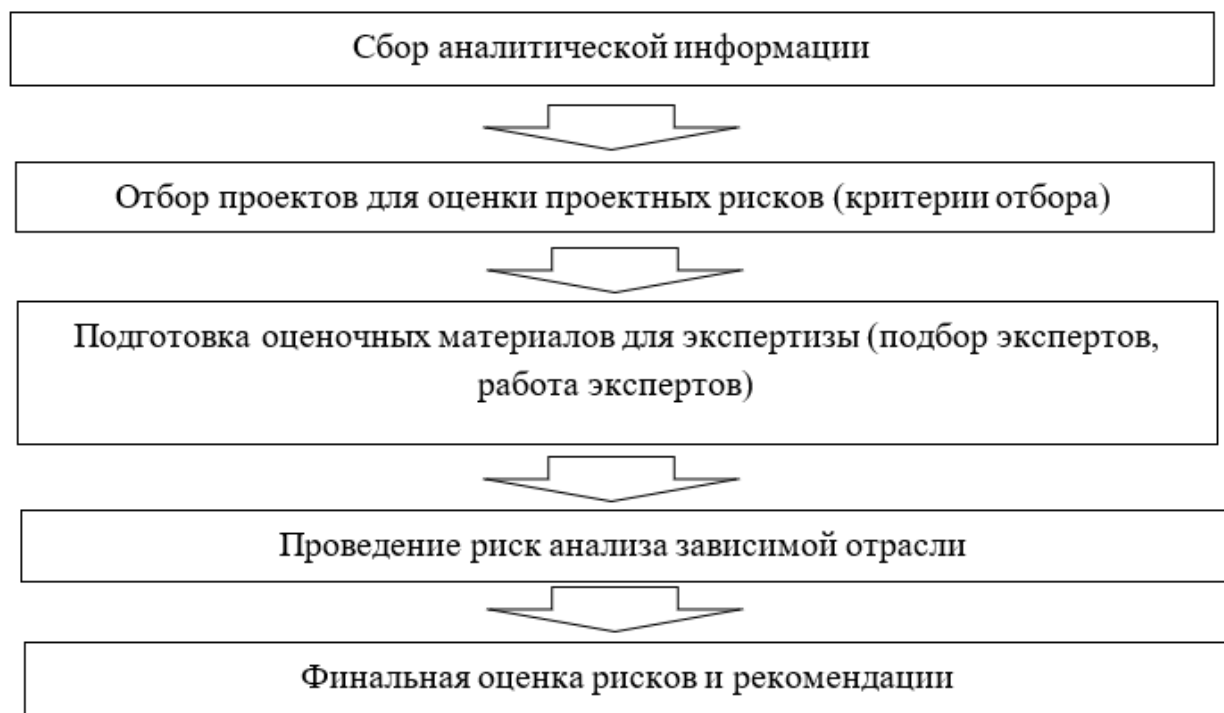 Сбор аналитической информации
Отбор проектов для оценки проектных рисков (критерии отбора)
Подготовка оценочных материалов для экспертизы (подбор экспертов,
работа экспертов)
Проведение риск анализа зависимой отрасли
Финальная оценка рисков и рекомендации